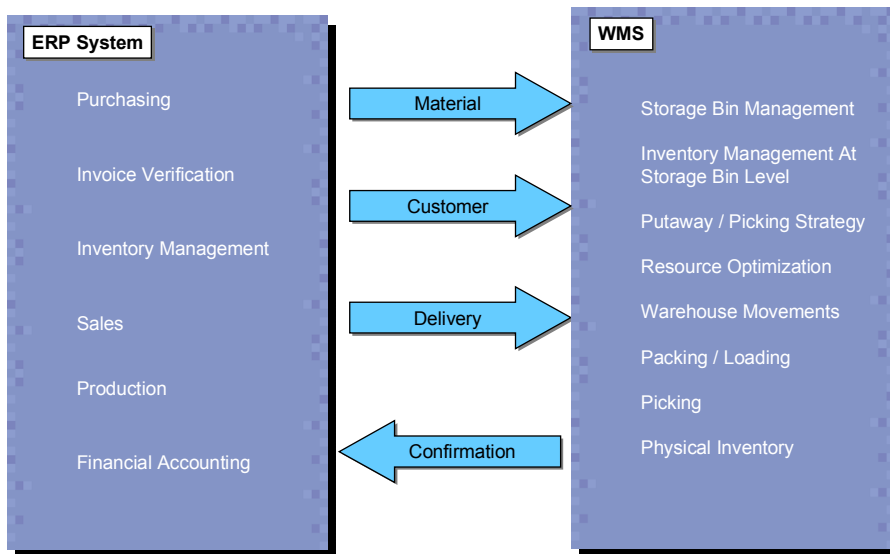 ERP System
Purchasing
Invoice Verification
Inventory Management
Sales
Production
Financial Accounting
Material
Customer
Delivery
Confirmation
WMS
Storage Bin Management
Inventory Management At
Storage Bin Level
Putaway / Picking Strategy
Resource Optimization
Warehouse Movements
Packing / Loading
Picking
Physical Inventory